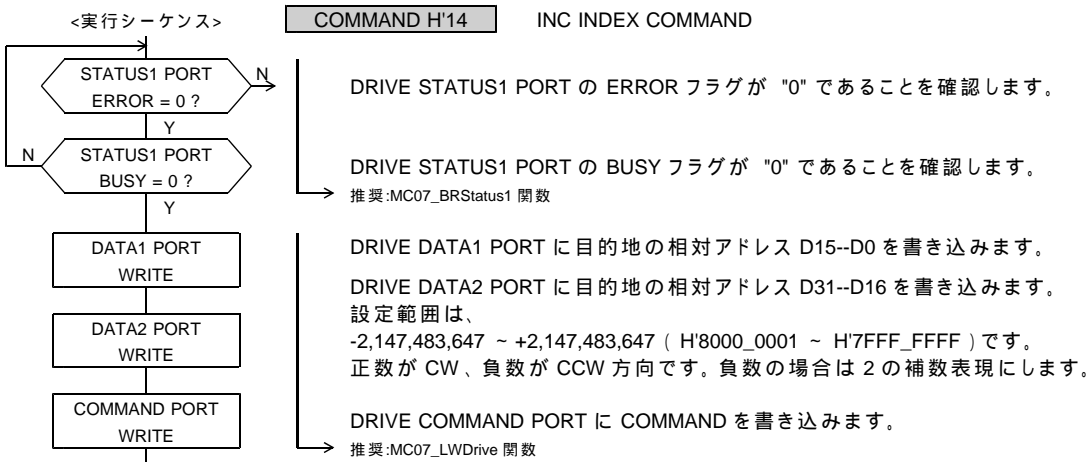 <実行シーケンス>
COMMAND H'14 INC INDEX COMMAND
STATUS1 PORT
ERROR = 0 ?
N
Y
DRIVE STATUS1 PORT の ERROR フラグが "0" であることを確認します。
STATUS1 PORT
BUSY = 0 ?
N
Y
DRIVE STATUS1 PORT の BUSY フラグが "0" であることを確認します。
推奨:MC07_BRStatus1 関数
DATA1 PORT
WRITE
DRIVE DATA1 PORT に目的地の相対アドレス D15--D0 を書き込みます。
DATA2 PORT
WRITE
DRIVE DATA2 PORT に目的地の相対アドレス D31--D16 を書き込みます。
設定範囲は、
-2,147,483,647 ~ +2,147,483,647 ( H'8000_0001 ~ H'7FFF_FFFF ) です。
正数が CW 、負数が CCW 方向です。負数の場合は 2 の補数表現にします。
COMMAND PORT
WRITE
DRIVE COMMAND PORT に COMMAND を書き込みます。
推奨:MC07_LWDrive 関数